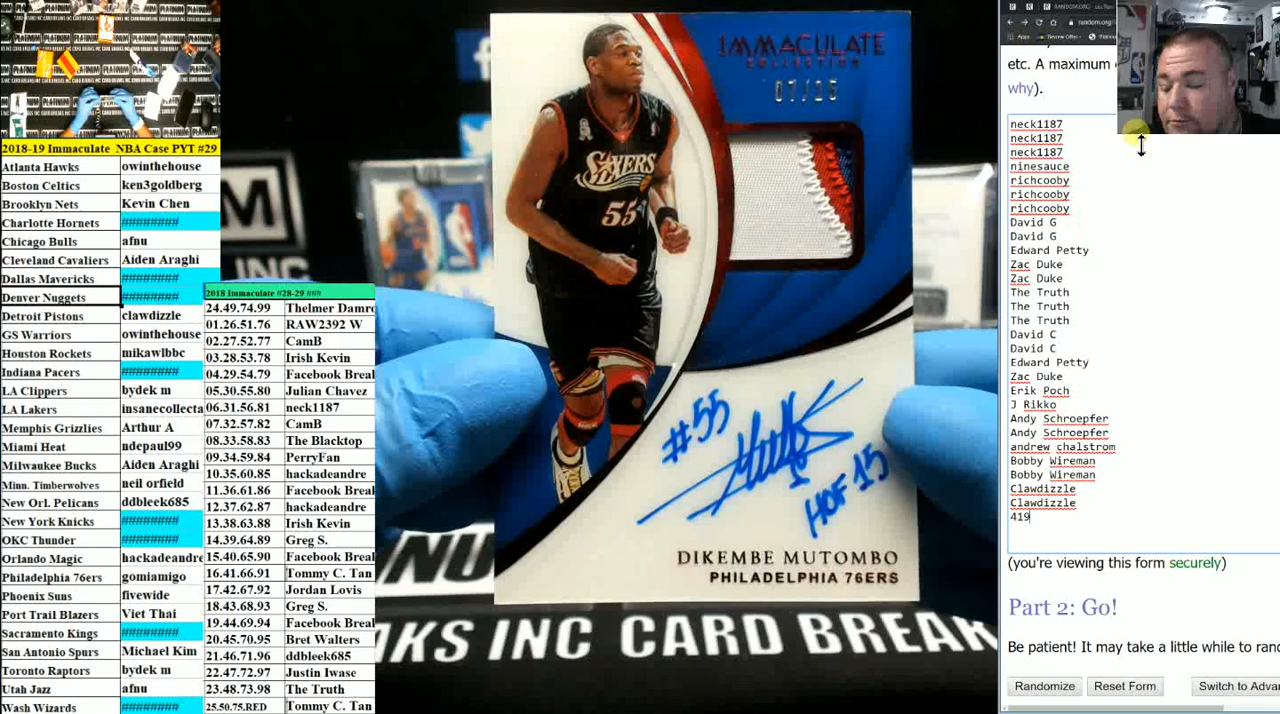 2018-19 Immaculate NBA Case PYT #29
Atlanta Hawks owinthehouse
Boston Celtics ken3goldberg
Brooklyn Nets Kevin Chen
Charlotte Hornets ########
Chicago Bulls afnu
Cleveland Cavaliers Aiden Araghi
Dallas Mavericks ########
Denver Nuggets ########
Detroit Pistons clawdizzle
GS Warriors owinthehouse
Houston Rockets mikawlbbc
Indiana Pacers ########
LA Clippers bydek m
LA Lakers insanecollecta
Memphis Grizzlies Arthur A
Miami Heat ndepaul99
Milwaukee Bucks Aiden Araghi
Minn. Timberwolves neil orfield
New Orl. Pelicans ddbleek685
New York Knicks ########
OKC Thunder ########
Orlando Magic hackadeandre
Philadelphia 76ers gomiamigo
Phoenix Suns fivewide
Port Trail Blazers Viet Thai
Sacramento Kings ########
San Antonio Spurs Michael Kim
Toronto Raptors bydek m
Utah Jazz afnu
Wash Wizards ########
2018 Immaculate #28-29 ###
24.49.74.99 Thelmer Damro
01.26.51.76 RAW2392 W
02.27.52.77 CamB
03.28.53.78 Irish Kevin
04.29.54.79 Facebook Break
05.30.55.80 Julian Chavez
06.31.56.81 neck1187
07.32.57.82 CamB
08.33.58.83 The Blacktop
09.34.59.84 PerryFan
10.35.60.85 hackadeandre
11.36.61.86 Facebook Break
12.37.62.87 hackadeandre
13.38.63.88 Irish Kevin
14.39.64.89 Greg S.
15.40.65.90 Facebook Break
16.41.66.91 Tommy C. Tan
17.42.67.92 Jordan Lovis
18.43.68.93 Greg S.
19.44.69.94 Facebook Break
20.45.70.95 Bret Walters
21.46.71.96 ddbleek685
22.47.72.97 Justin Iwase
23.48.73.98 The Truth
25.50.75.RED Tommy C. Tan
IMMACULATE
COLLECTION
07/25
SIXERS
55
#55
HOF 15
DIKEMBE MUTOMBO
PHILADELPHIA 76ERS
KS INC CARD BREAK
etc. A maximum
why).
neck1187
neck1187
neck1187
ninesauce
richcooby
richcooby
richcooby
David G
David G
Edward Petty
Zac Duke
Zac Duke
The Truth
The Truth
The Truth
David C
David C
Edward Petty
Zac Duke
Erik Poch
J Rikko
Andy Schroepfer
Andy Schroepfer
andrew chalstrom
Bobby Wireman
Bobby Wireman
Clawdizzle
Clawdizzle
419
(you're viewing this form securely)
Part 2: Go!
Be patient! It may take a little while to rand
Randomize Reset Form Switch to Advan